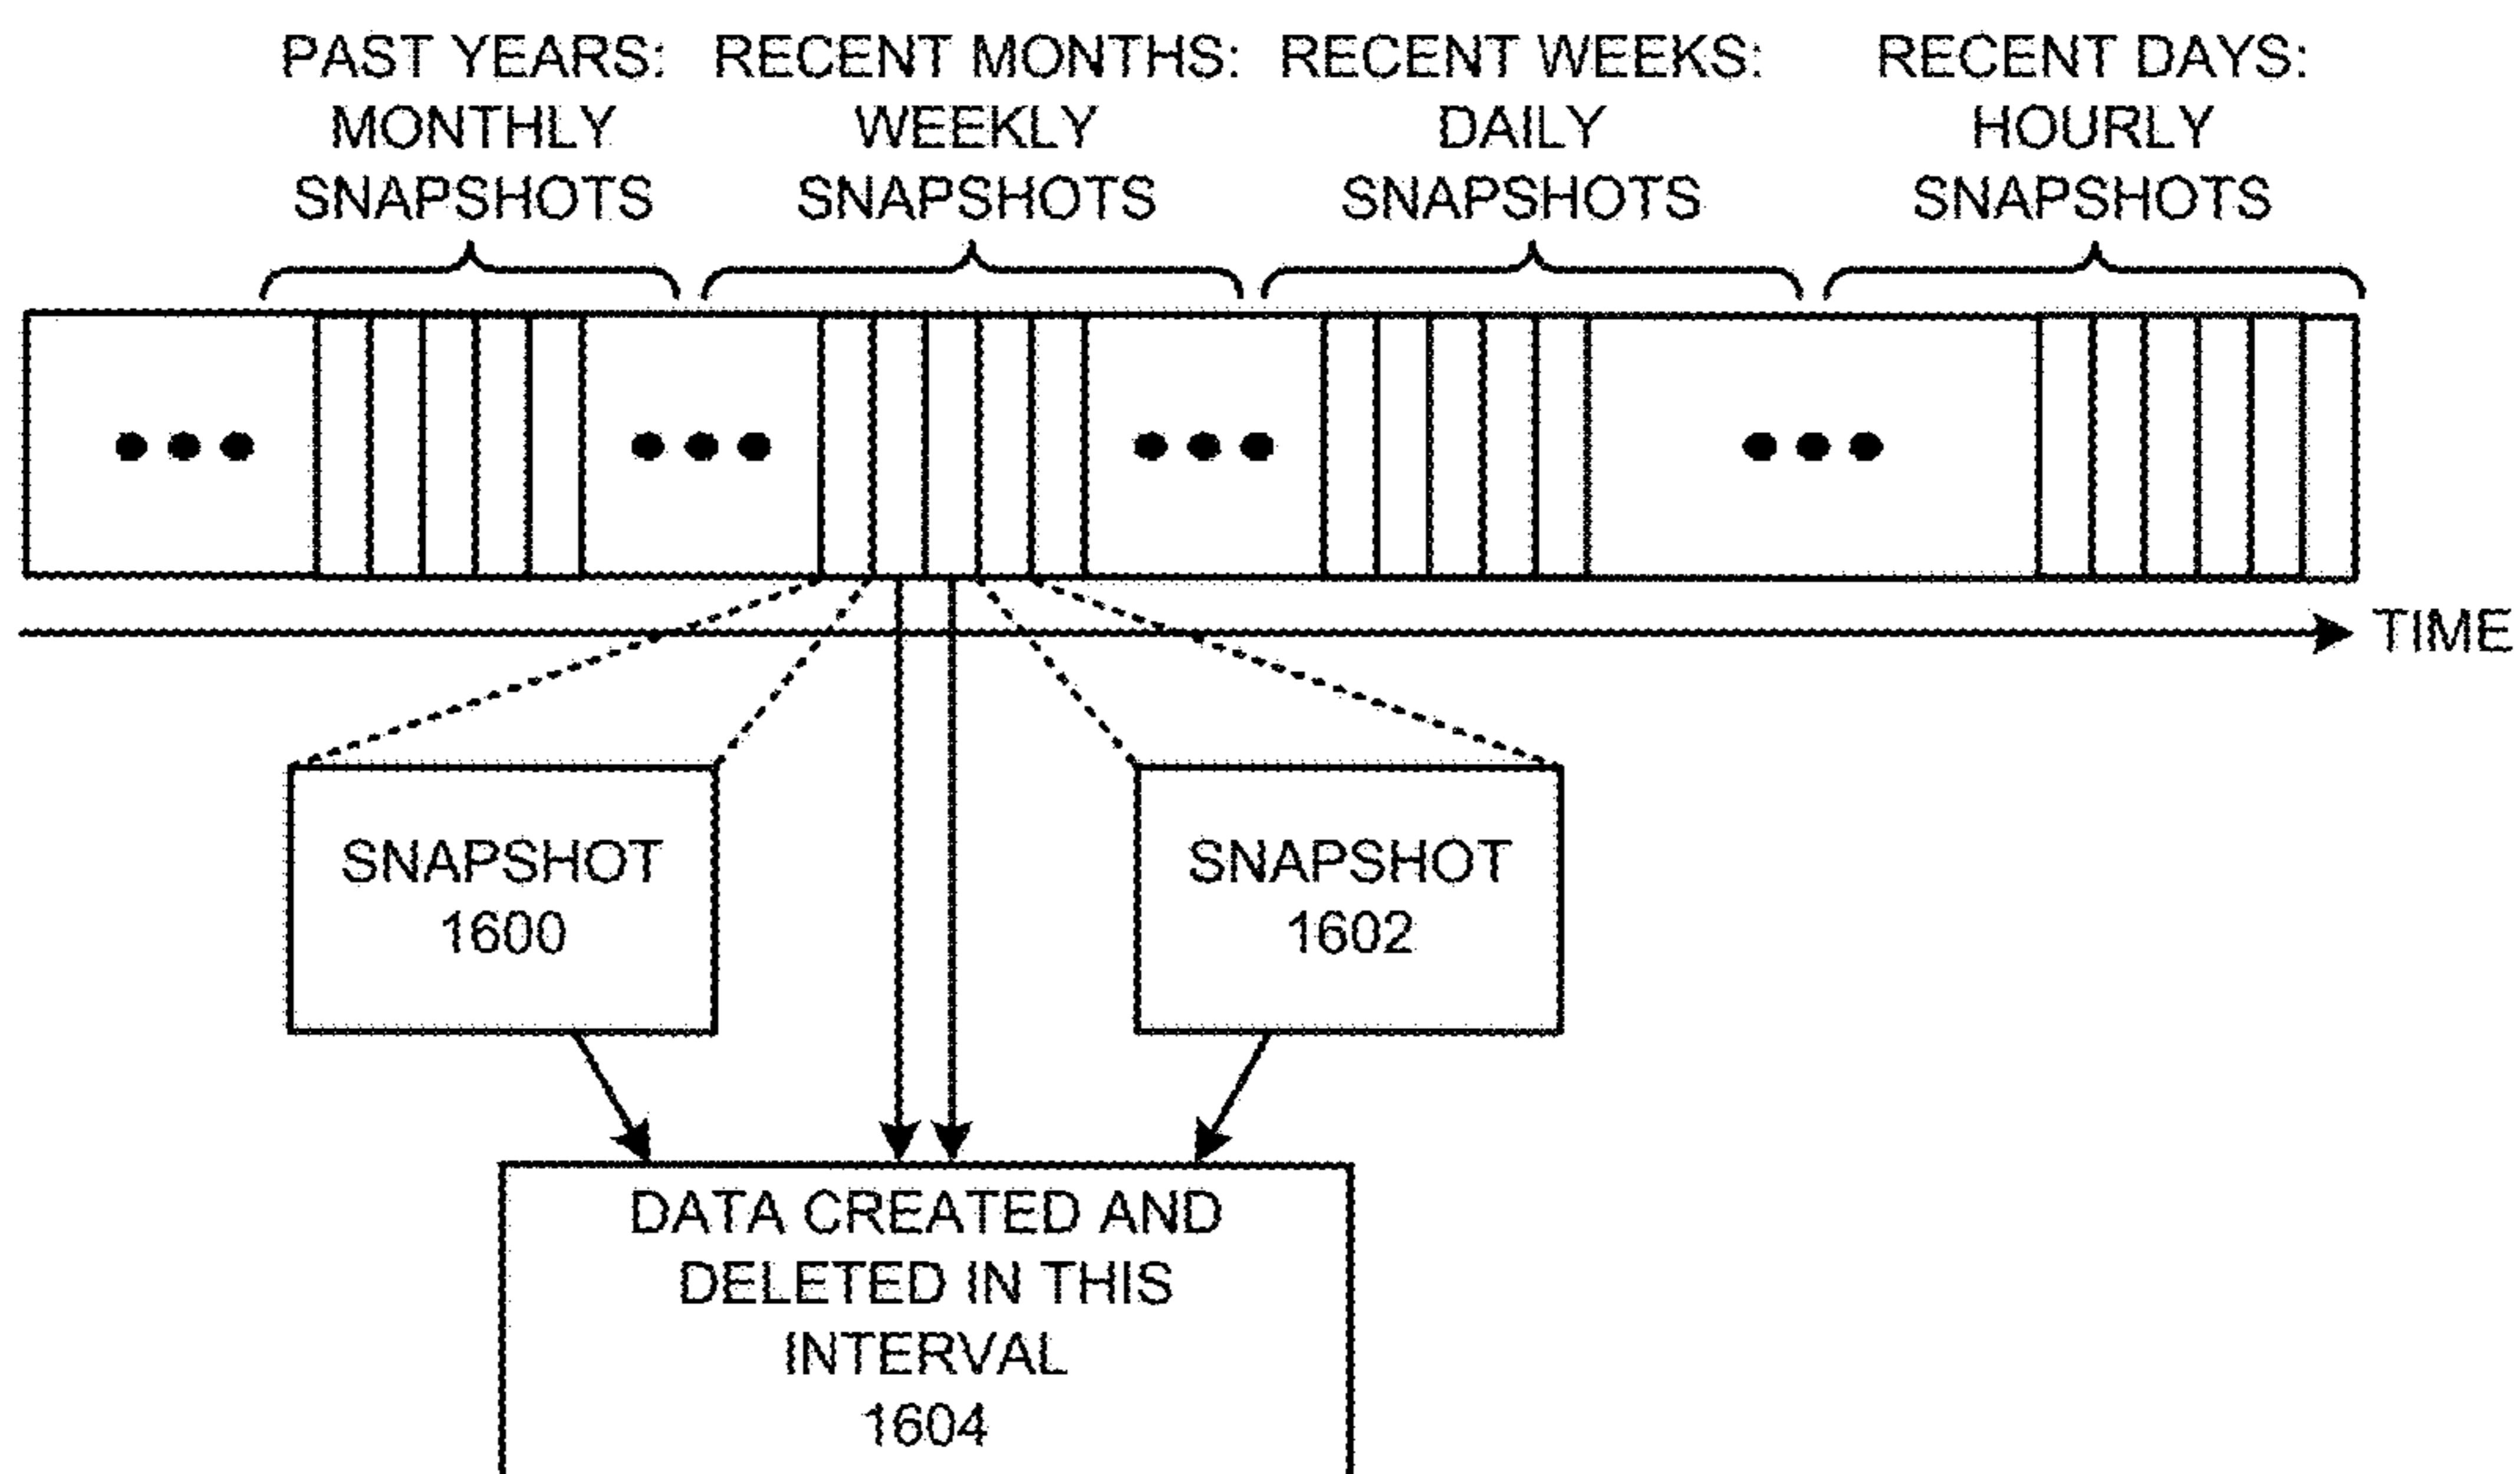 PAST YEARS:
MONTHLY
SNAPSHOTS
RECENT MONTHS:
WEEKLY
SNAPSHOTS
RECENT WEEKS:
DAILY
SNAPSHOTS
RECENT DAYS:
HOURLY
SNAPSHOTS
TIME
SNAPSHOT
1600
SNAPSHOT
1602
DATA CREATED AND
DELETED IN THIS
INTERVAL
1604